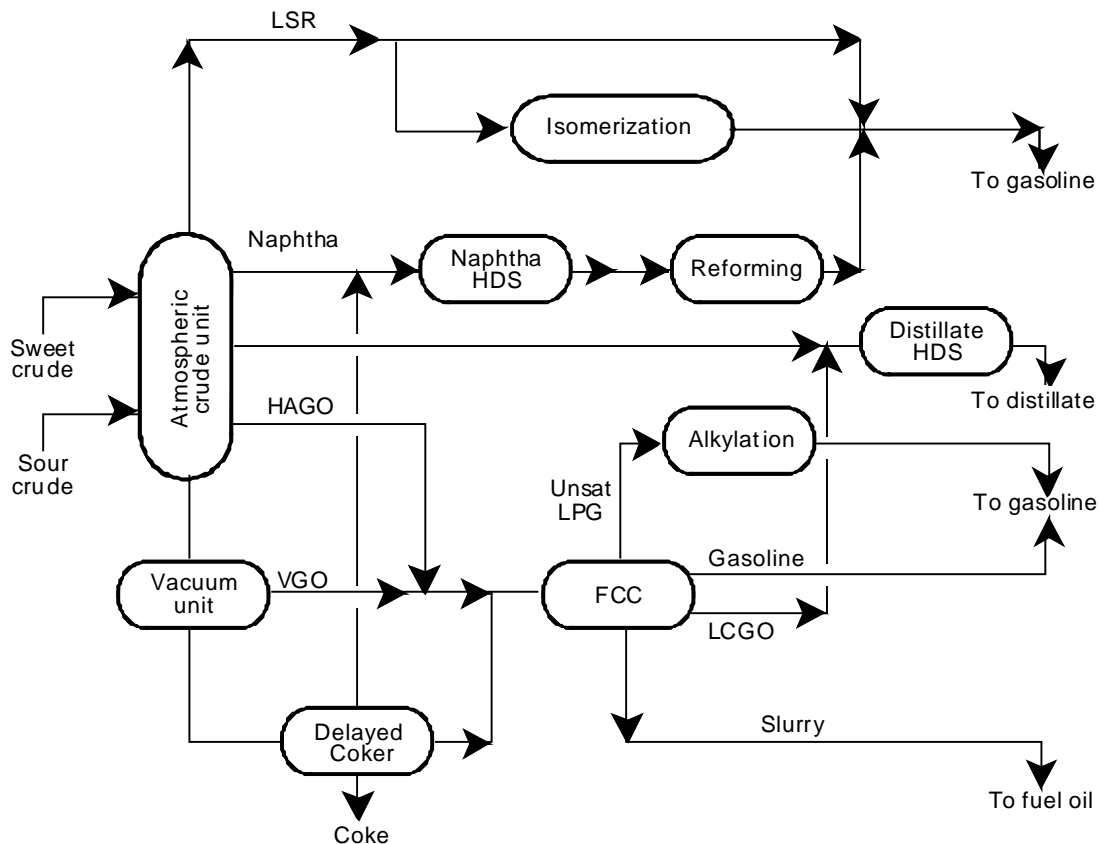 LSR
Isomerization
To gasoline
Naphtha
Naphtha
HDS
Reforming
Sweet
crude
Atmospheric
crude unit
Distillate
HDS
To distillate
HAGO
Alkylation
Sour
crude
Unsat
LPG
To gasoline
Vacuum
unit
VGO
FCC
Gasoline
LCGO
Delayed
Coker
Slurry
To fuel oil
Coke